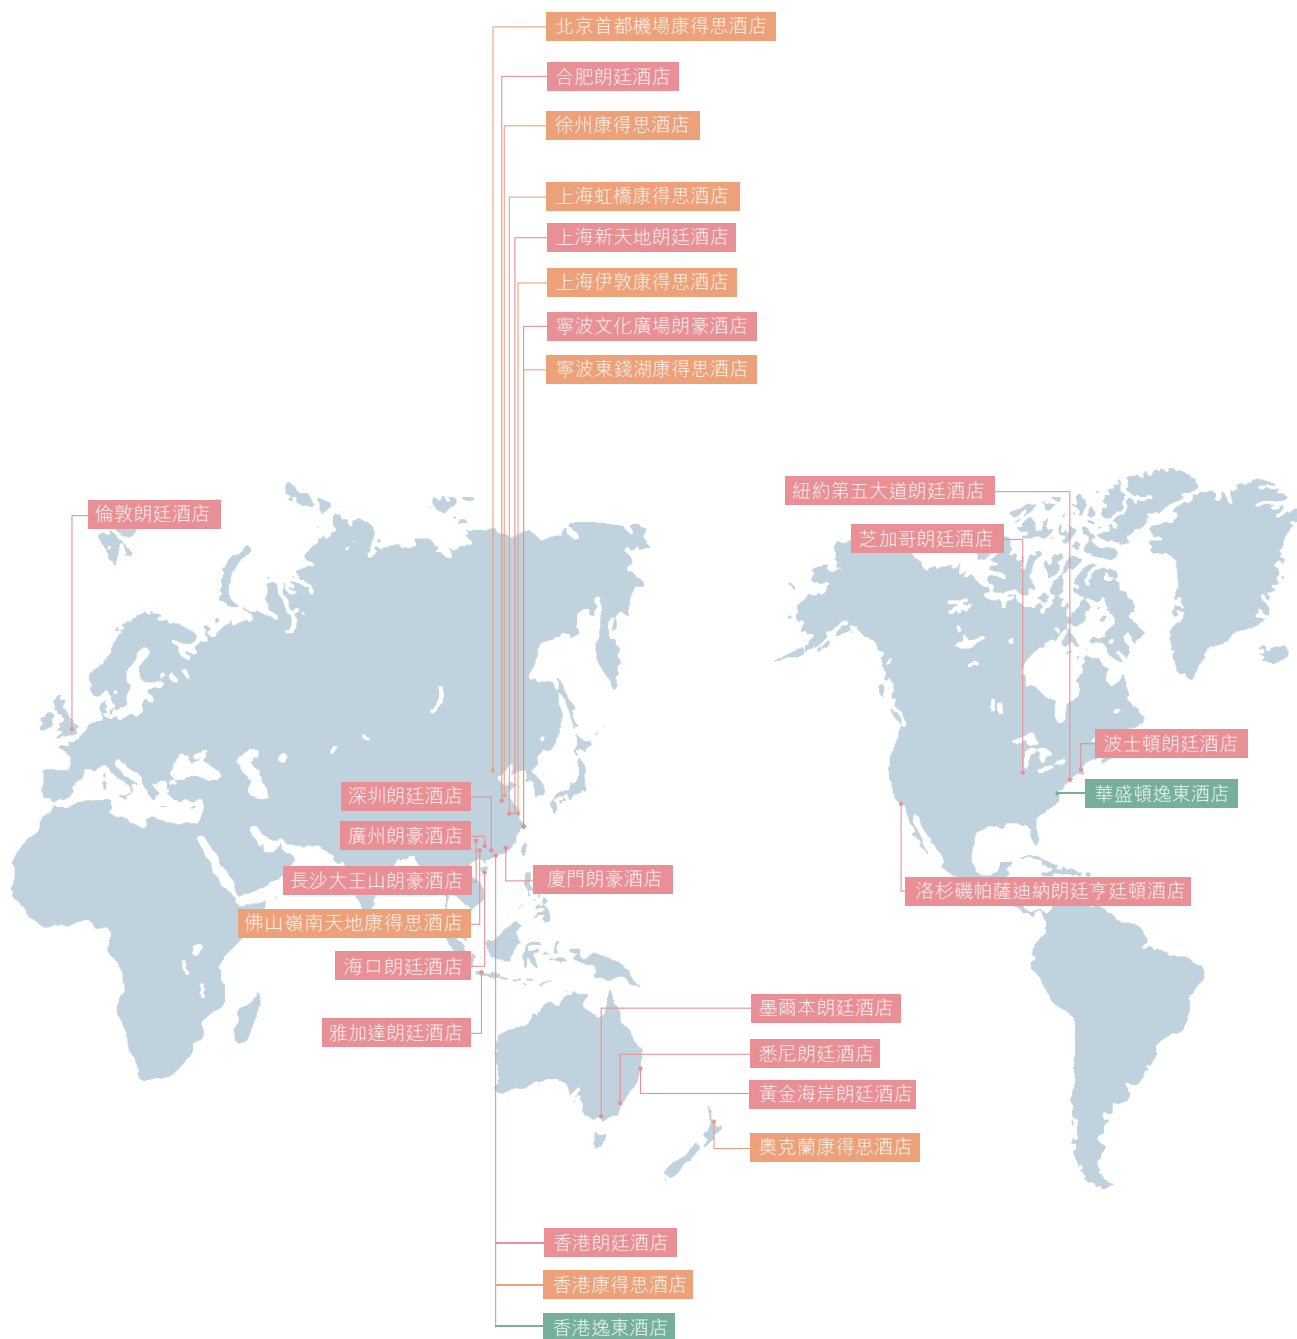 北京首都機場康得思酒店
合肥朗廷酒店
徐州康得思酒店
上海虹橋康得思酒店
上海新天地朗廷酒店
上海伊敦康得思酒店
寧波文化廣場朗豪酒店
寧波東錢湖康得思酒店
紐約第五大道朗廷酒店
倫敦朗廷酒店
芝加哥朗廷酒店
波士頓朗廷酒店
華盛頓逸東酒店
深圳朗廷酒店
廣州朗豪酒店
長沙大王山朗豪酒店
廈門朗豪酒店
洛杉磯帕薩迪納朗廷亨廷頓酒店
佛山嶺南天地康得思酒店
海口朗廷酒店
墨爾本朗廷酒店
雅加達朗廷酒店
悉尼朗廷酒店
黃金海岸朗廷酒店
奧克蘭康得思酒店
香港朗廷酒店
香港康得思酒店
香港逸東酒店